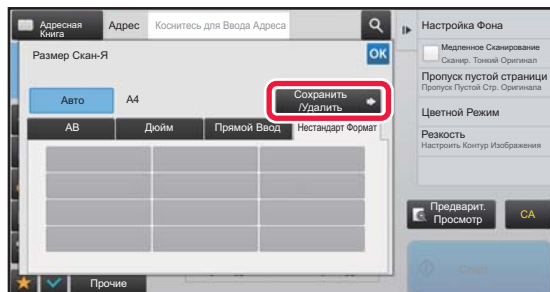 Адресная
Книга
Адрес
Коснитесь для Ввода Адреса
Размер Скан-Я
OK
Авто
A4
Сохранить
/Удалить
AB
Дюйм
Прямой Ввод
Нестандарт Формат
Прочие
Настройка Фона
Медленное Сканирование
Сканир. Тонкий Оригинал
Пропуск пустой страници
Пропуск Пустой Стр. Оригинала
Цветной Режим
Резкость
Настроить Контур Изображения
Предварит.
Просмотр
CA
Старт